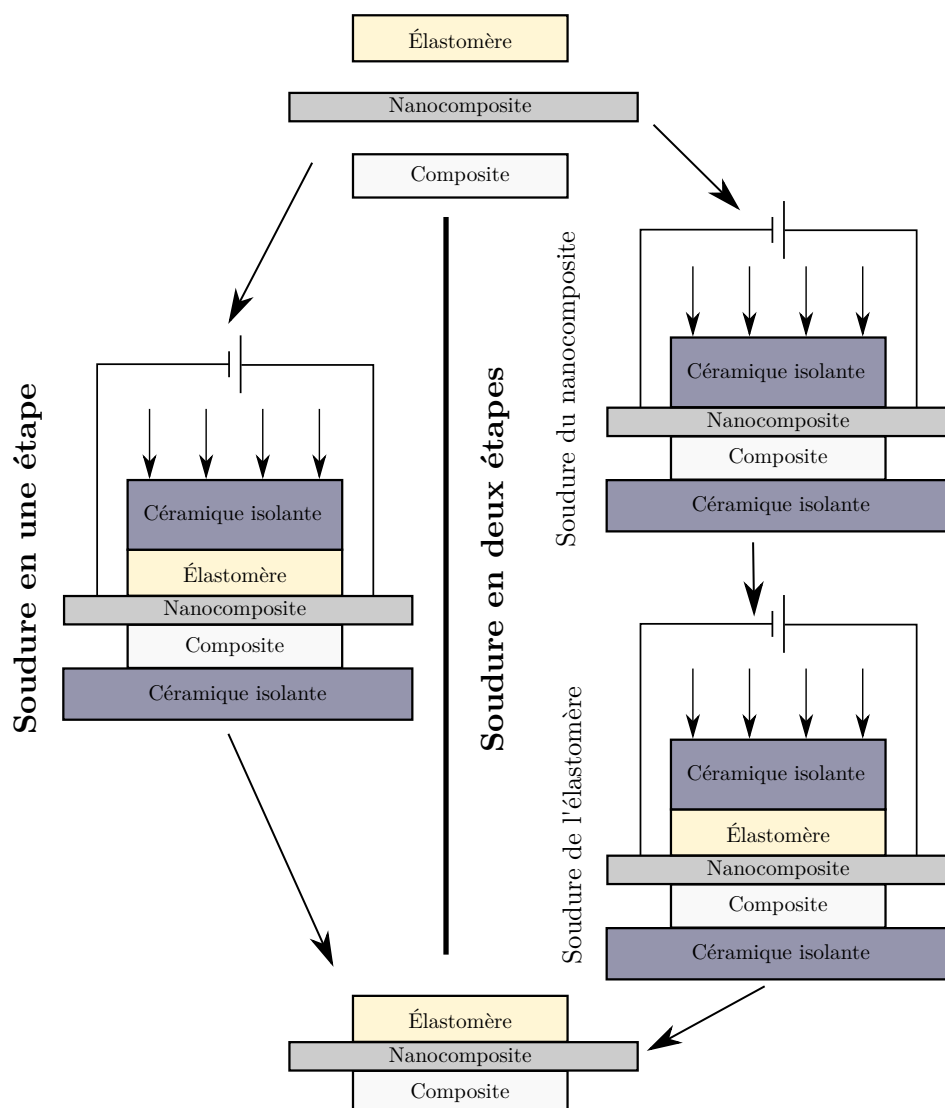 Élastomère
Nanocomposite
Composite
Soudure en une étape
Céramique isolante
Élastomère
Nanocomposite
Composite
Céramique isolante
Soudure en deux étapes
Soudure du nanocomposite
Céramique isolante
Nanocomposite
Composite
Céramique isolante
Soudure de l'élastomère
Céramique isolante
Élastomère
Nanocomposite
Composite
Céramique isolante
Élastomère
Nanocomposite
Composite